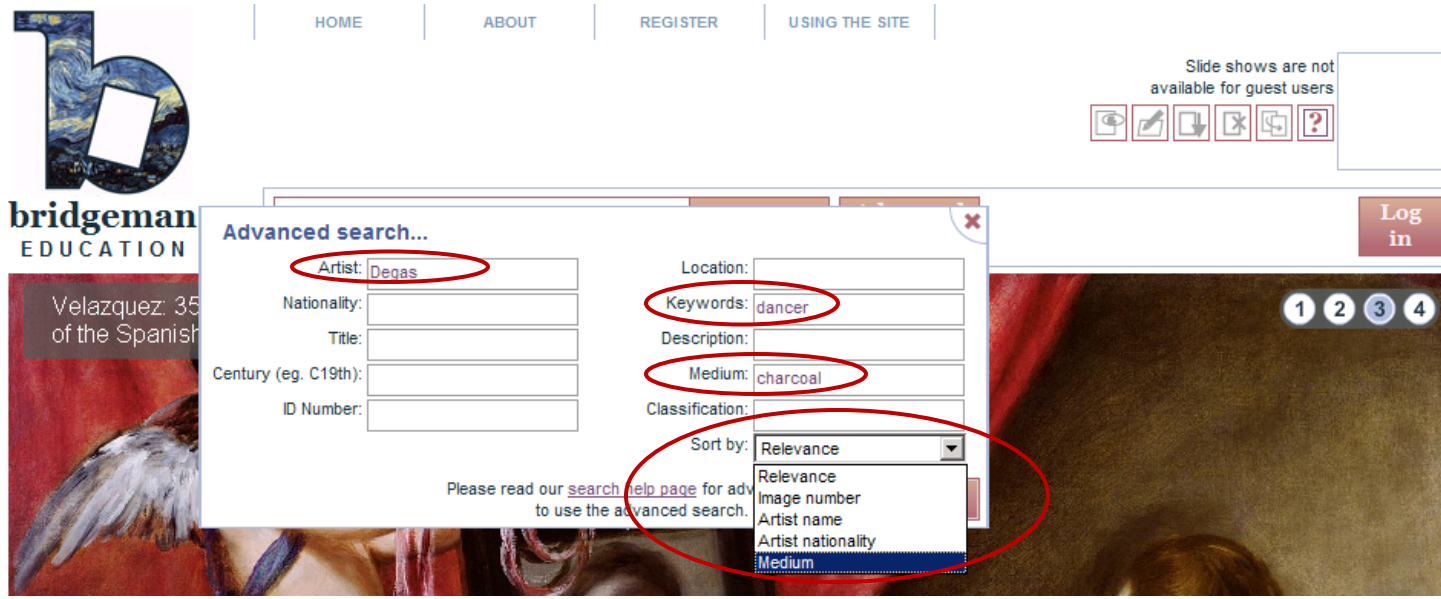 HOME ABOUT REGISTER USING THE SITE
Slide shows are not
available for guest users
?
bridgeman
EDUCATION
Log
in
Advanced search...
Artist: Degas
Nationality:
Title:
Century (eg. C19th):
ID Number:
Location:
Keywords: dancer
Description:
Medium: charcoal
Classification:
Sort by: Relevance
Relevance
Image number
Artist name
Artist nationality
Medium
Please read our search help page for adv
to use the advanced search.
Velazquez: 35
of the Spanish
1 2 3 4